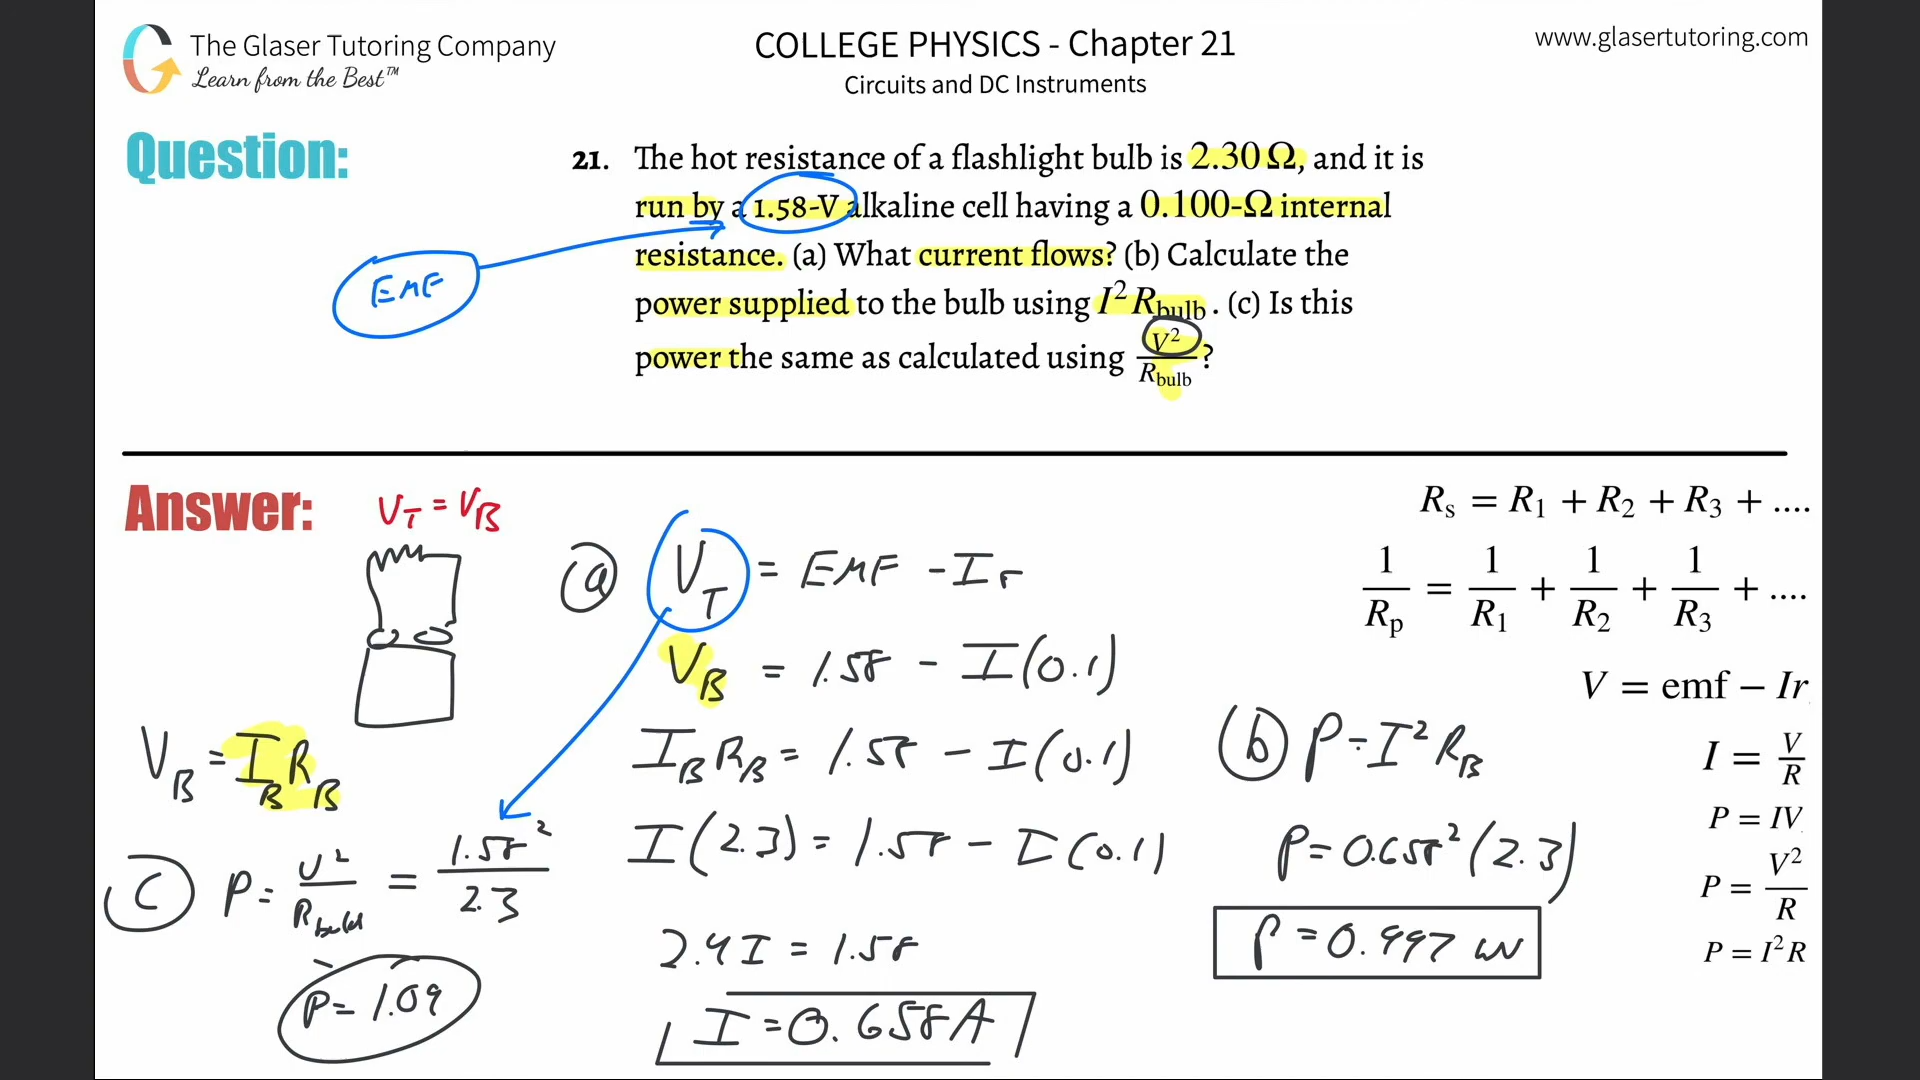 The Glaser Tutoring Company
Learn from the Best™
COLLEGE PHYSICS - Chapter 21
Circuits and DC Instruments
www.glasertutoring.com
Question:
21. The hot resistance of a flashlight bulb is 2.30 Ω, and it is
run by a 1.58-V alkaline cell having a 0.100-Ω internal
resistance. (a) What current flows? (b) Calculate the
power supplied to the bulb using I² R_bulb. (c) Is this
power the same as calculated using V²/R_bulb?
EMF
Answer:
V_T = V_B
V_B = I_B R_B
(a) V_T = EMF - Ir
V_B = 1.58 - I(0.1)
I_B R_B = 1.58 - I(0.1)
I(2.3) = 1.58 - I(0.1)
2.4I = 1.58
I = 0.658A
(b) P = I² R_B
P = 0.658² (2.3)
P = 0.997 W
(c) P = V²/R_bulb = 1.58²/2.3
P = 1.09
R_s = R_1 + R_2 + R_3 + ....
1/R_p = 1/R_1 + 1/R_2 + 1/R_3 + ....
V = emf − Ir
I = V/R
P = IV
P = V²/R
P = I²R